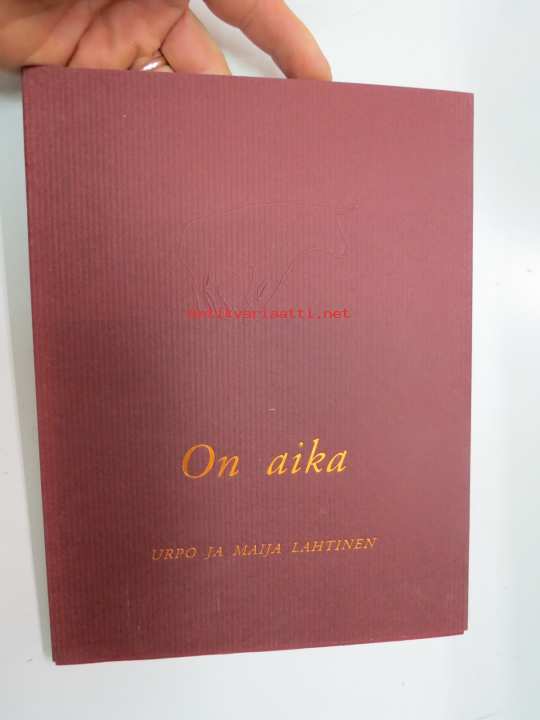 antikvariaatti.net
On aika
URPO JA MAIJA LAHTINEN